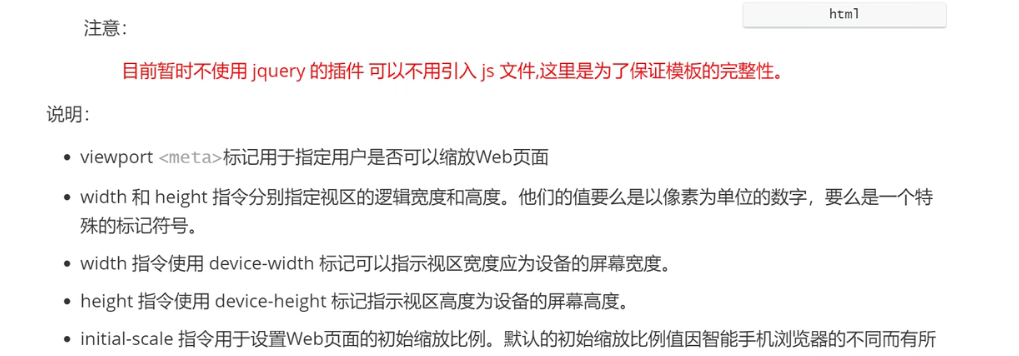 html
注意：
目前暂时不使用 jquery 的插件 可以不用引入 js 文件,这里是为了保证模板的完整性。
说明：
viewport <meta>标记用于指定用户是否可以缩放Web页面
width 和 height 指令分别指定视区的逻辑宽度和高度。他们的值要么是以像素为单位的数字，要么是一个特
殊的标记符号。
width 指令使用 device-width 标记可以指示视区宽度应为设备的屏幕宽度。
height 指令使用 device-height 标记指示视区高度为设备的屏幕高度。
initial-scale 指令用于设置Web页面的初始缩放比例。默认的初始缩放比例值因智能手机浏览器的不同而有所